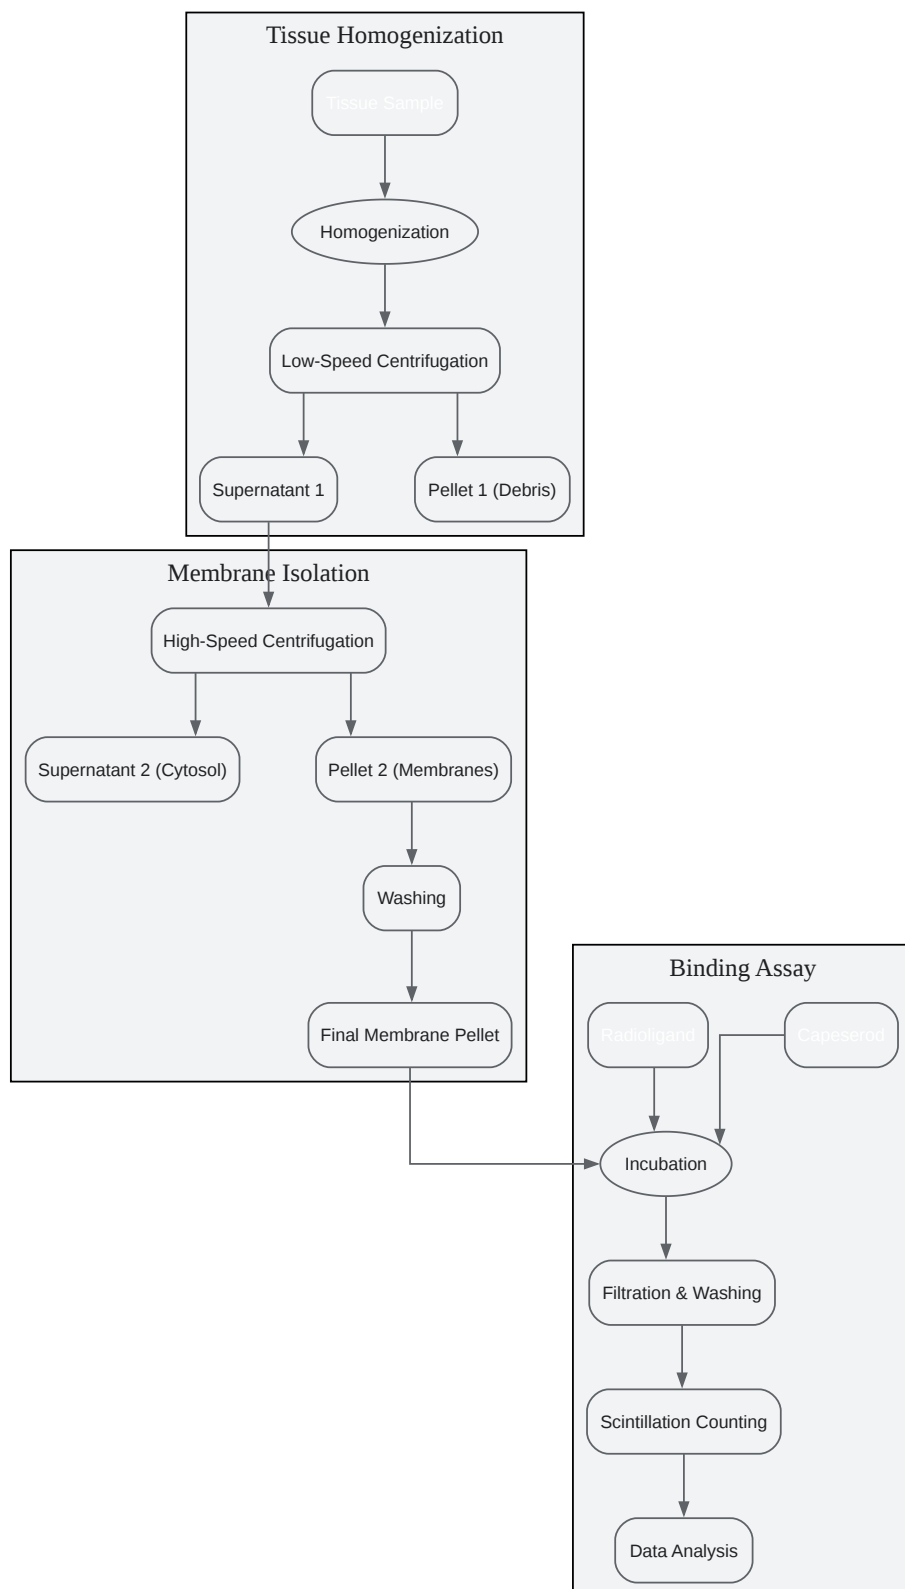 Tissue Homogenization
Tissue Sample
Homogenization
Low-Speed Centrifugation
Supernatant 1
Pellet 1 (Debris)
Membrane Isolation
High-Speed Centrifugation
Supernatant 2 (Cytosol)
Pellet 2 (Membranes)
Washing
Final Membrane Pellet
Binding Assay
Radioligand
Capeserod
Incubation
Filtration & Washing
Scintillation Counting
Data Analysis